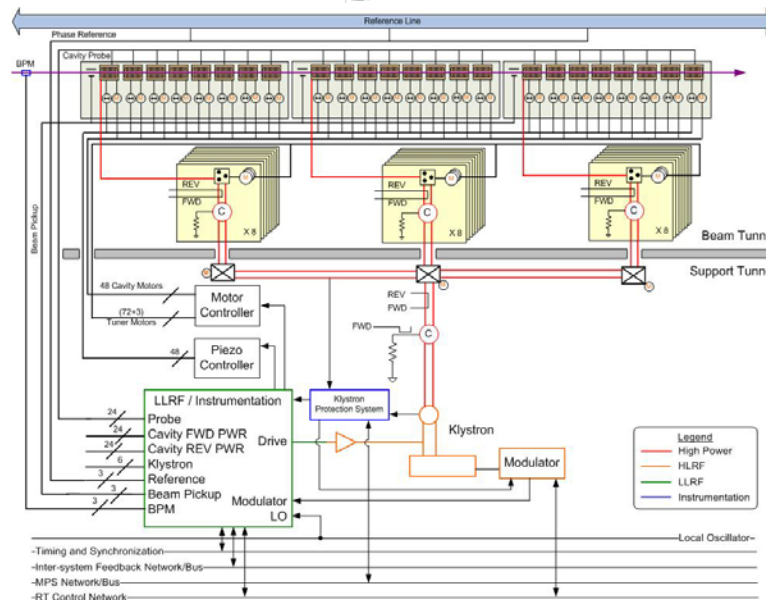 Reference Line
Phase Reference
Cavity Probe
BPM
Beam Pickup
REV
FWD
C
M
X 8
REV
FWD
C
M
X 8
REV
FWD
C
M
X 8
Beam Tunn
Support Tunn
48 Cavity Motors
(72+3)
Tuner Motors
Motor
Controller
REV
FWD
FWD
C
48
Piezo
Controller
LLRF / Instrumentation
Klystron
Protection System
24
Probe
24
Cavity FWD PWR
24
Cavity REV PWR
6
Klystron
3
Reference
3
Beam Pickup
3
BPM
Drive
Modulator
LO
Klystron
Modulator
Legend
High Power
HLRF
LLRF
Instrumentation
Local Oscillator
Timing and Synchronization
Inter-system Feedback Network/Bus
MPS Network/Bus
RT Control Network